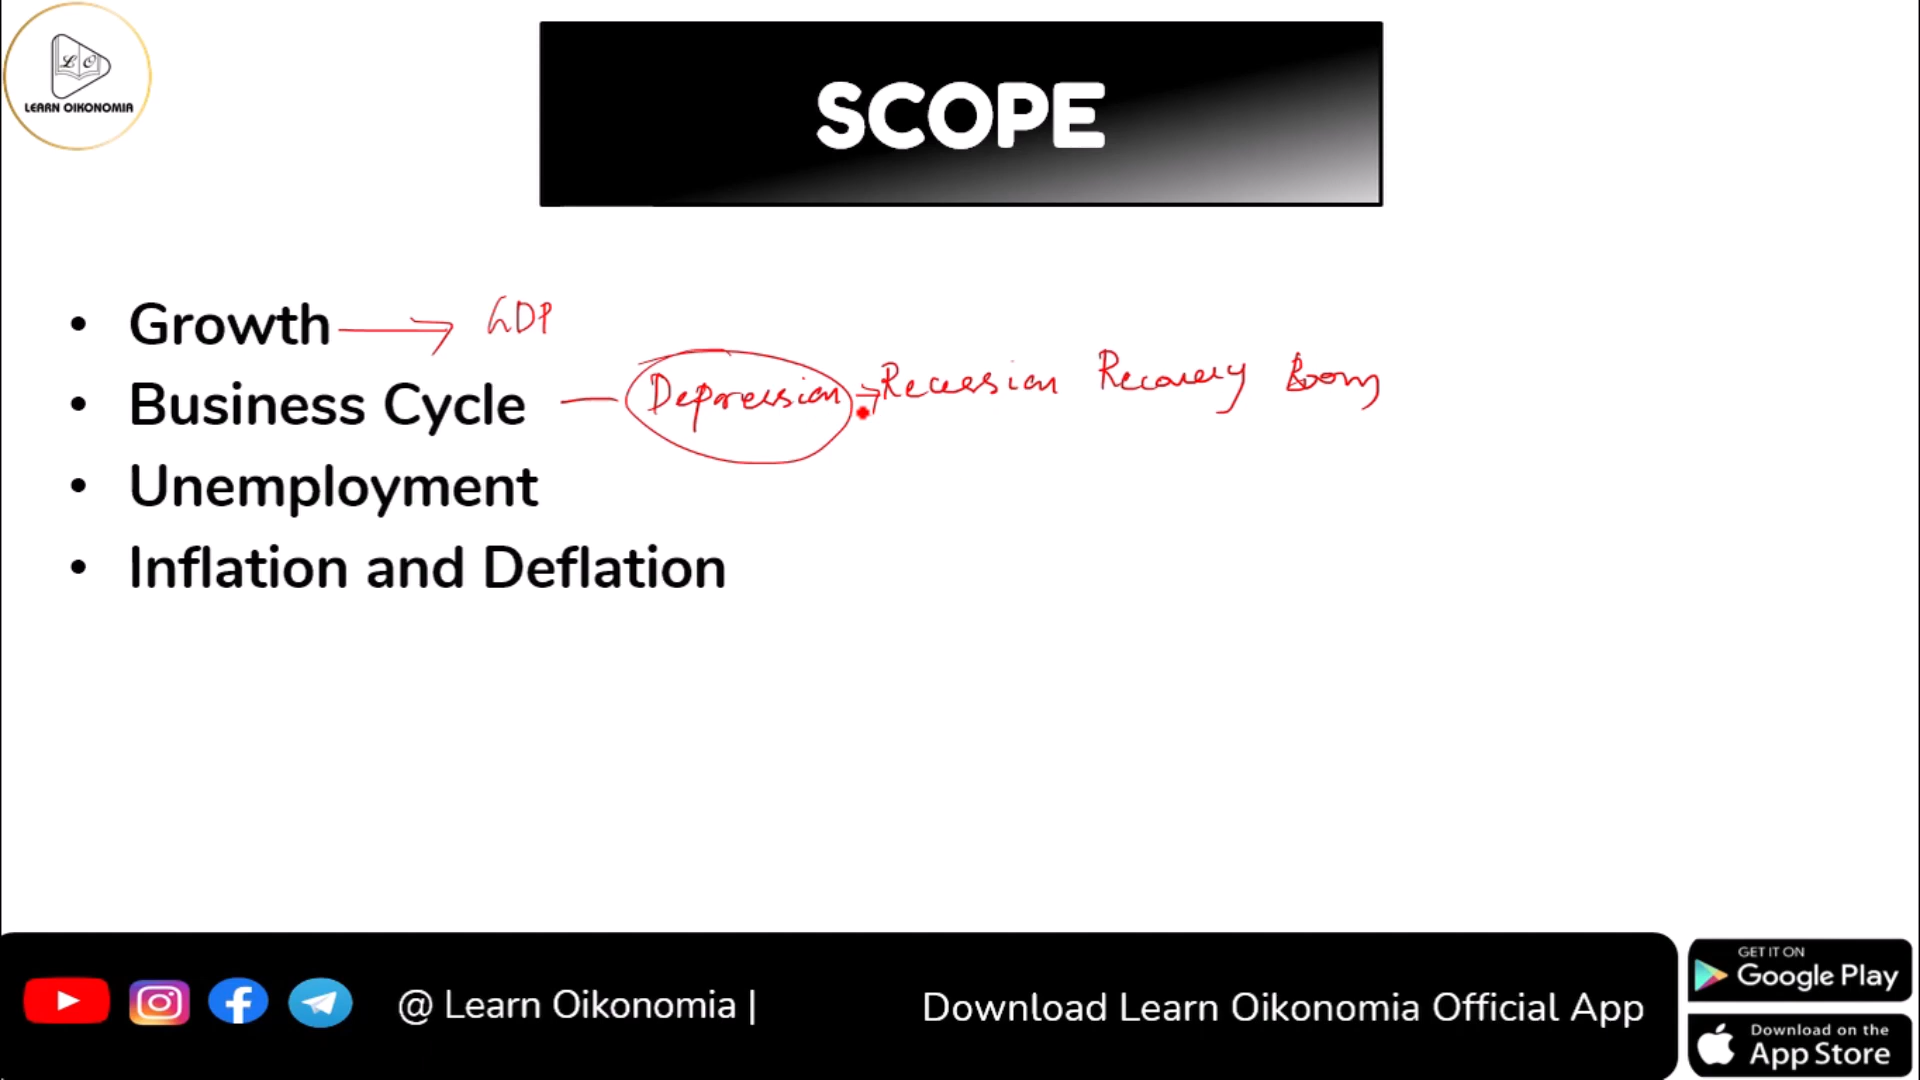 L O
LEARN OIKONOMIA
SCOPE
• Growth → GDP
• Business Cycle — Depression → Recession Recovery Boom
• Unemployment
• Inflation and Deflation
@ Learn Oikonomia |
Download Learn Oikonomia Official App
GET IT ON
Google Play
Download on the
App Store